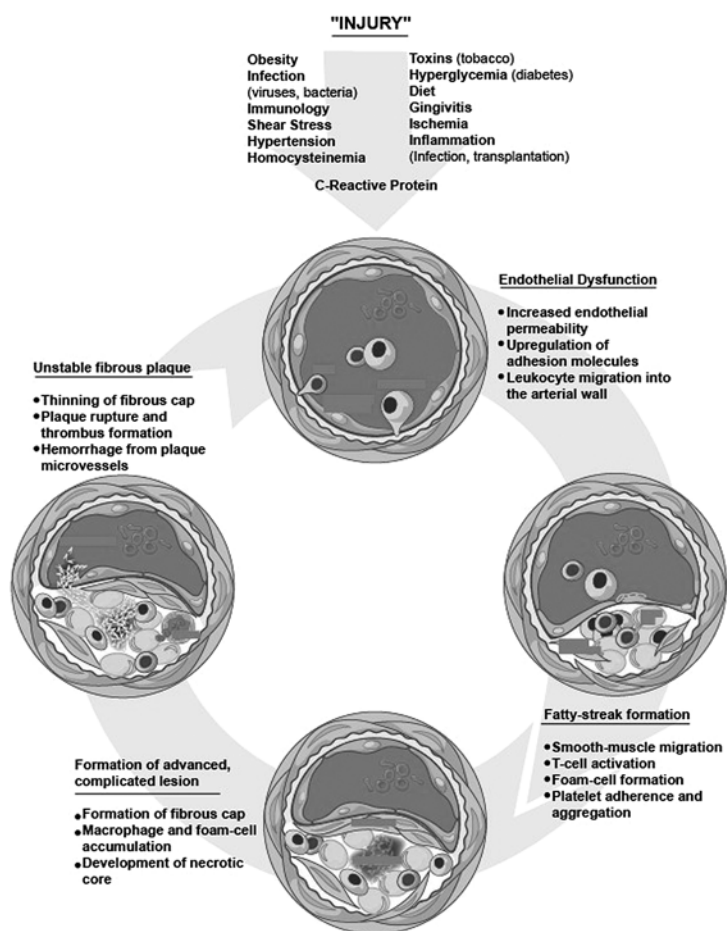 "INJURY"
Obesity
Infection
(viruses, bacteria)
Immunology
Shear Stress
Hypertension
Homocysteinemia
Toxins (tobacco)
Hyperglycemia (diabetes)
Diet
Gingivitis
Ischemia
Inflammation
(Infection, transplantation)
C-Reactive Protein
Endothelial Dysfunction
•Increased endothelial
permeability
•Upregulation of
adhesion molecules
•Leukocyte migration into
the arterial wall
Fatty-streak formation
•Smooth-muscle migration
•T-cell activation
•Foam-cell formation
•Platelet adherence and
aggregation
Formation of advanced,
complicated lesion
•Formation of fibrous cap
•Macrophage and foam-cell
accumulation
•Development of necrotic
core
Unstable fibrous plaque
•Thinning of fibrous cap
•Plaque rupture and
thrombus formation
•Hemorrhage from plaque
microvessels